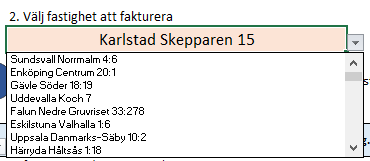 2. Välj fastighet att fakturera
Karlstad Skepparen 15
Sundsvall Norrmalm 4:6
Enköping Centrum 20:1
Gävle Söder 18:19
Uddevalla Koch 7
Falun Nedre Gruvriset 33:278
Eskilstuna Valhalla 1:6
Uppsala Danmarks-Säby 10:2
Härryda Håltsås 1:18